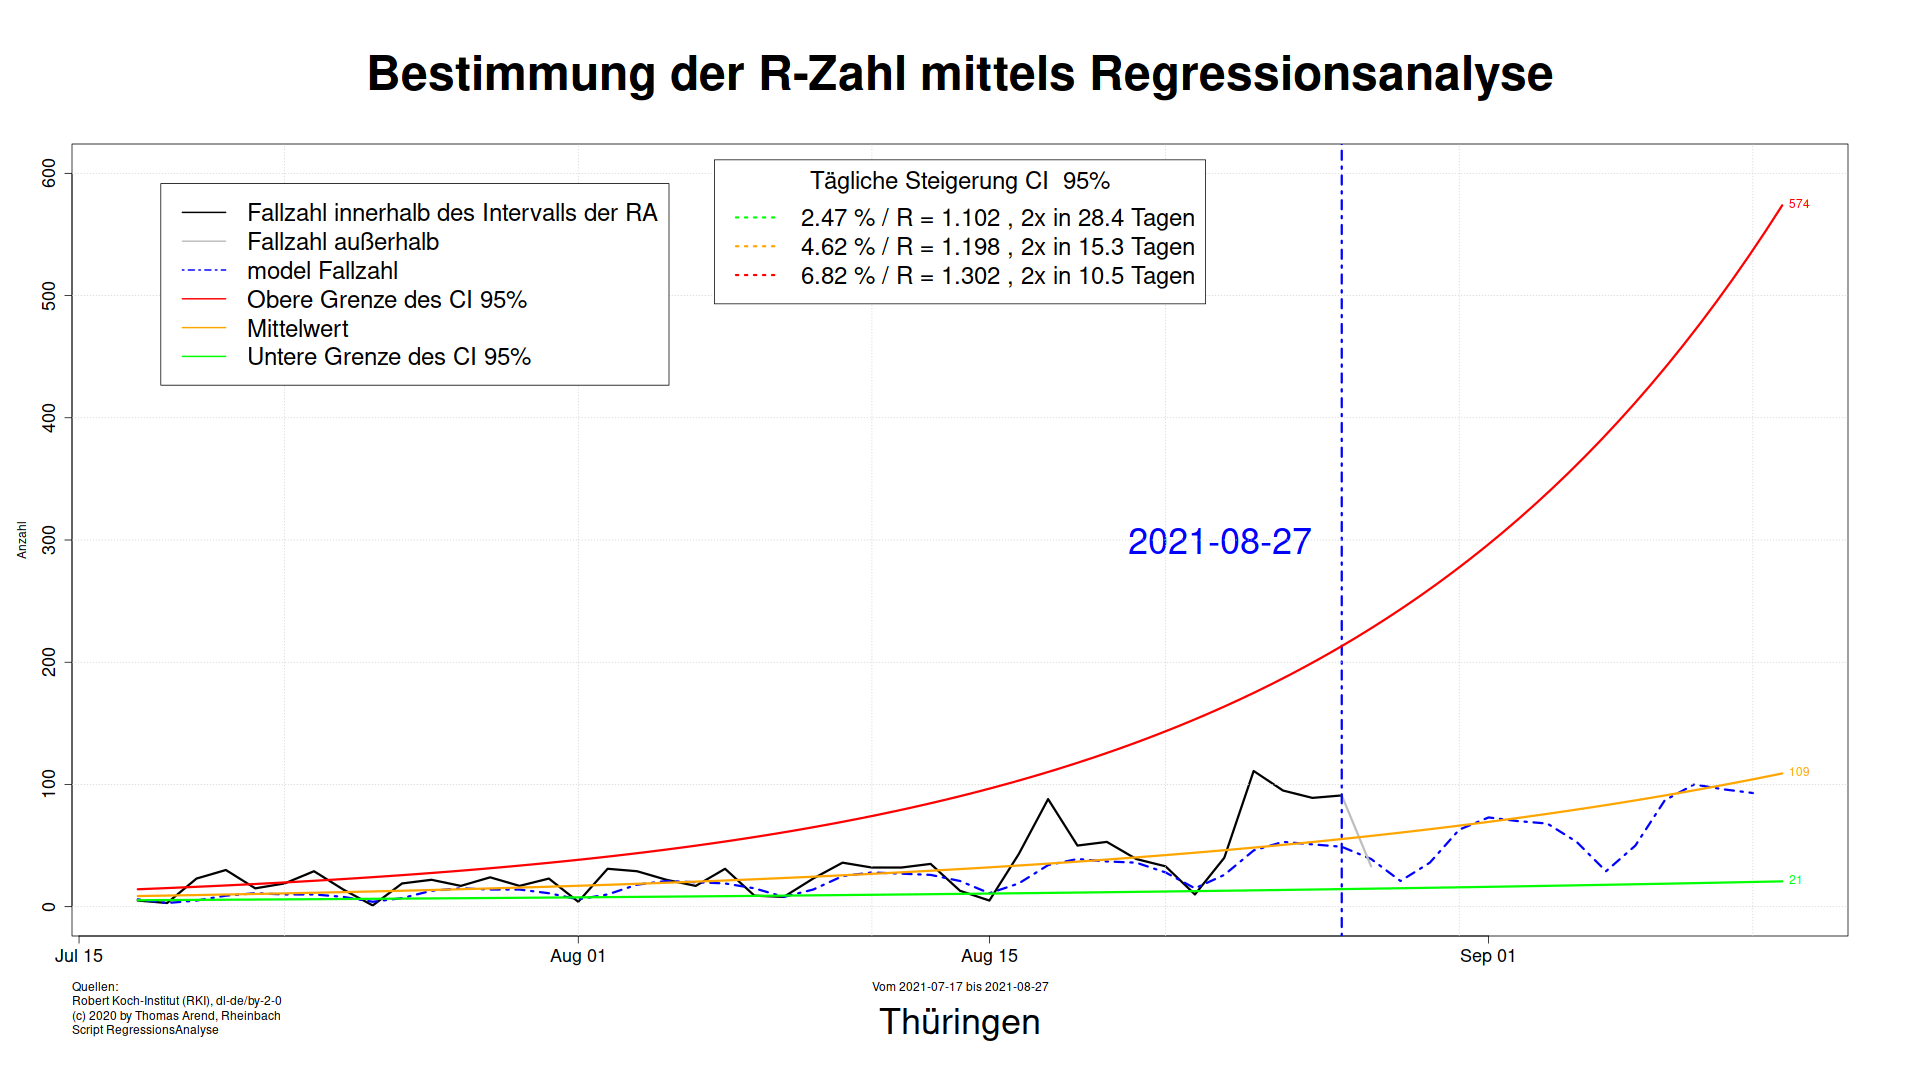 Bestimmung der R-Zahl mittels Regressionsanalyse
Fallzahl innerhalb des Intervalls der RA
Fallzahl außerhalb
model Fallzahl
Obere Grenze des CI 95%
Mittelwert
Untere Grenze des CI 95%
Tägliche Steigerung CI  95%
2.47 % / R = 1.102 , 2x in 28.4 Tagen
4.62 % / R = 1.198 , 2x in 15.3 Tagen
6.82 % / R = 1.302 , 2x in 10.5 Tagen
600
500
400
300
200
100
0
Anzahl
2021-08-27
574
109
21
Jul 15
Aug 01
Aug 15
Sep 01
Quellen:
Robert Koch-Institut (RKI), dl-de/by-2-0
(c) 2020 by Thomas Arend, Rheinbach
Script RegressionsAnalyse
Vom 2021-07-17 bis 2021-08-27
Thüringen